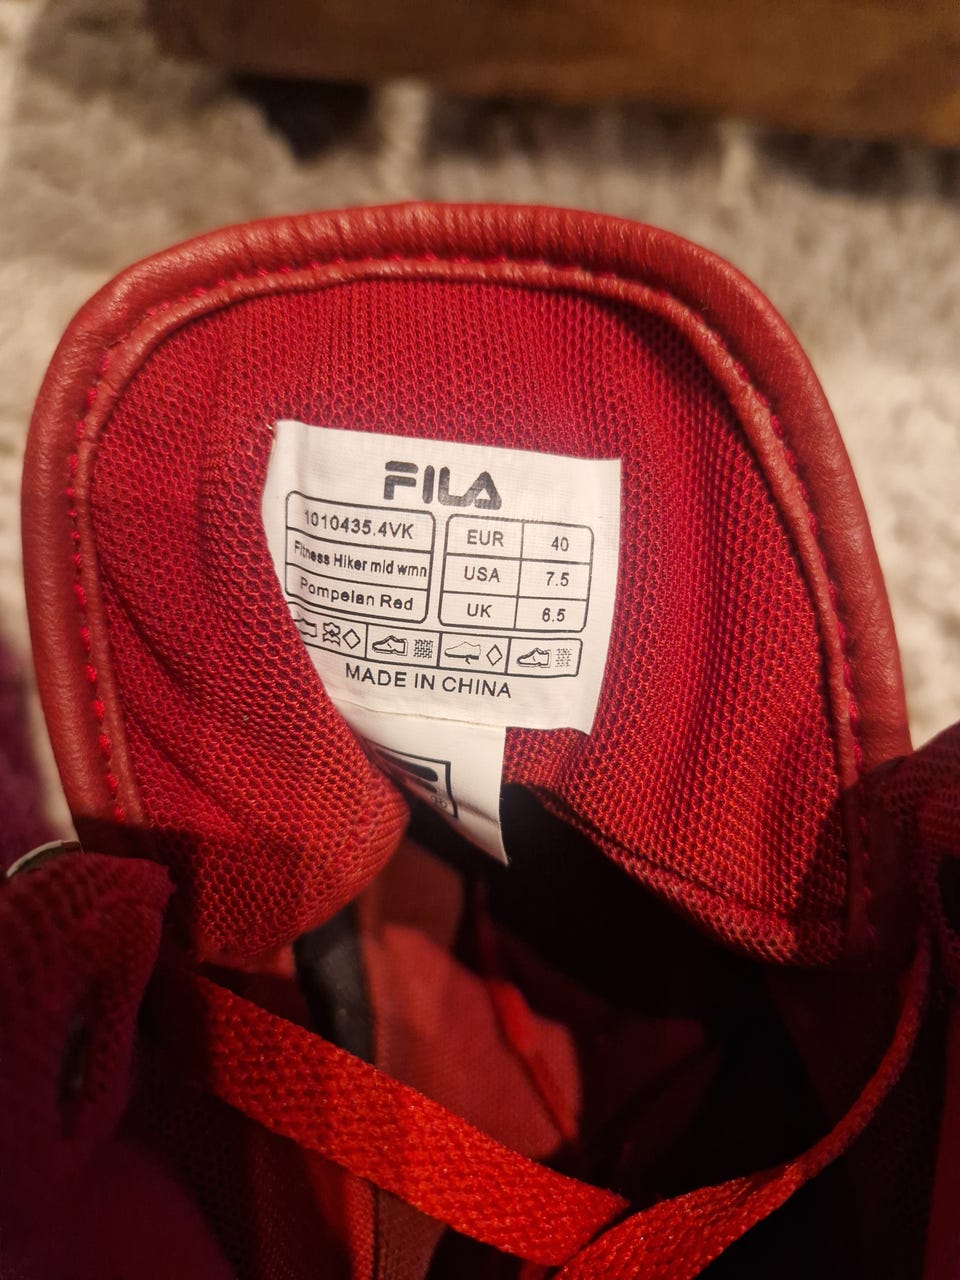 FILA
1010435.4VK
Fitness Hiker mid wmn
Pompeian Red
EUR 40
USA 7.5
UK 6.5
MADE IN CHINA